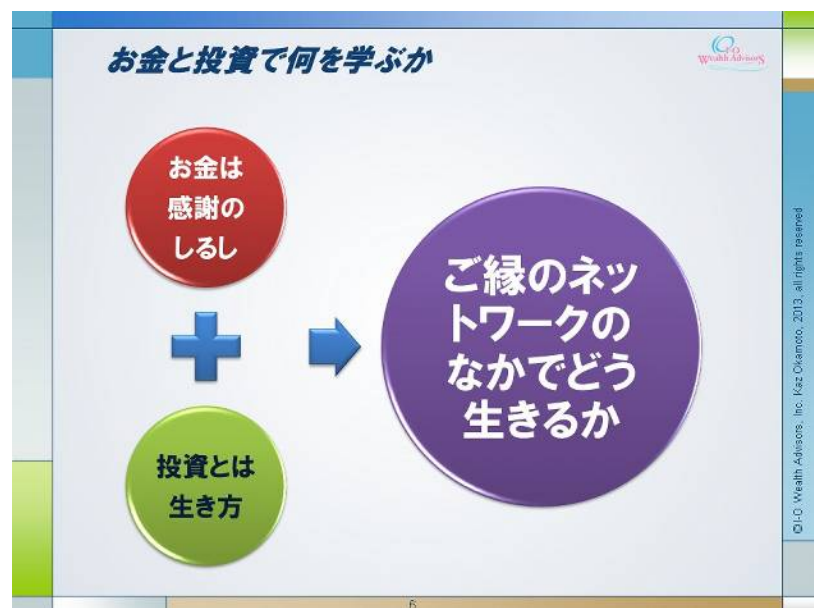 お金と投資で何を学ぶか
I-O
Wealth Advisors
お金は
感謝の
しるし
投資とは
生き方
ご縁のネッ
トワークの
なかでどう
生きるか
©I-O Wealth Advisors, Inc. Kaz Okamoto, 2013, all rights reserved
6